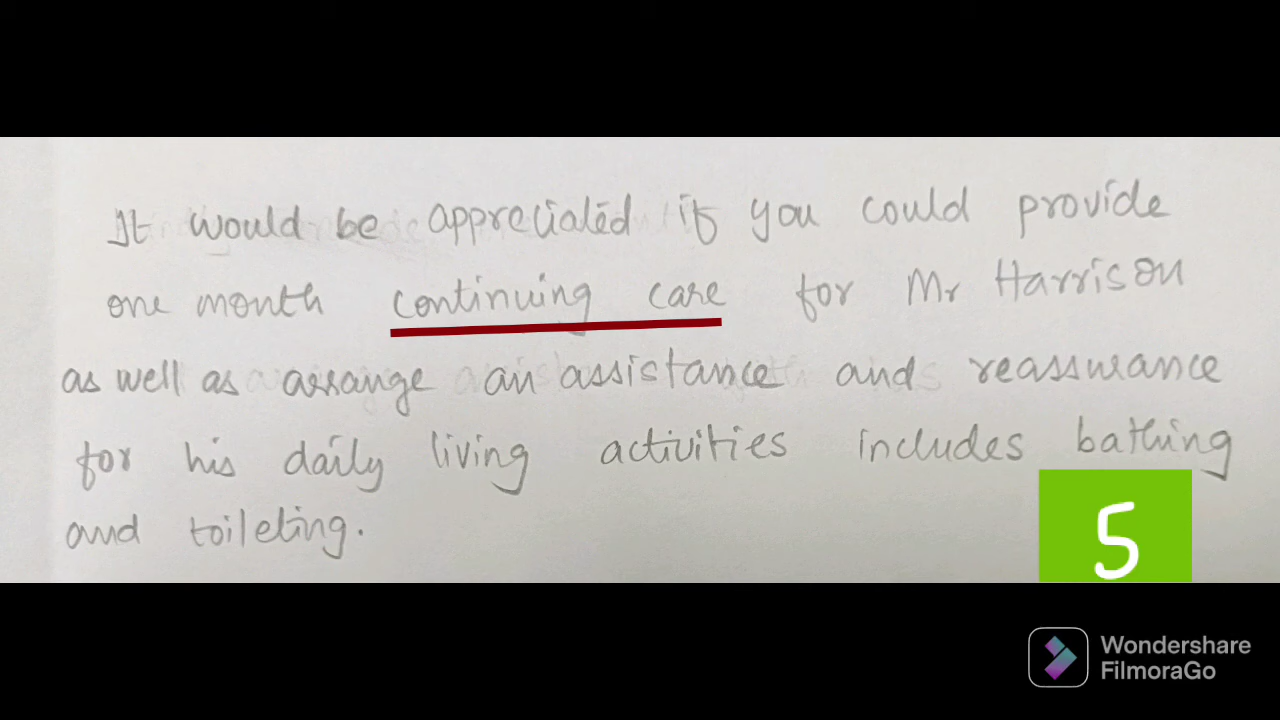 It would be appreciated if you could provide
one month continuing care for Mr Harrison
as well as arrange an assistance and reassurance
for his daily living activities includes bathing
and toileting.
5
Wondershare
FilmoraGo